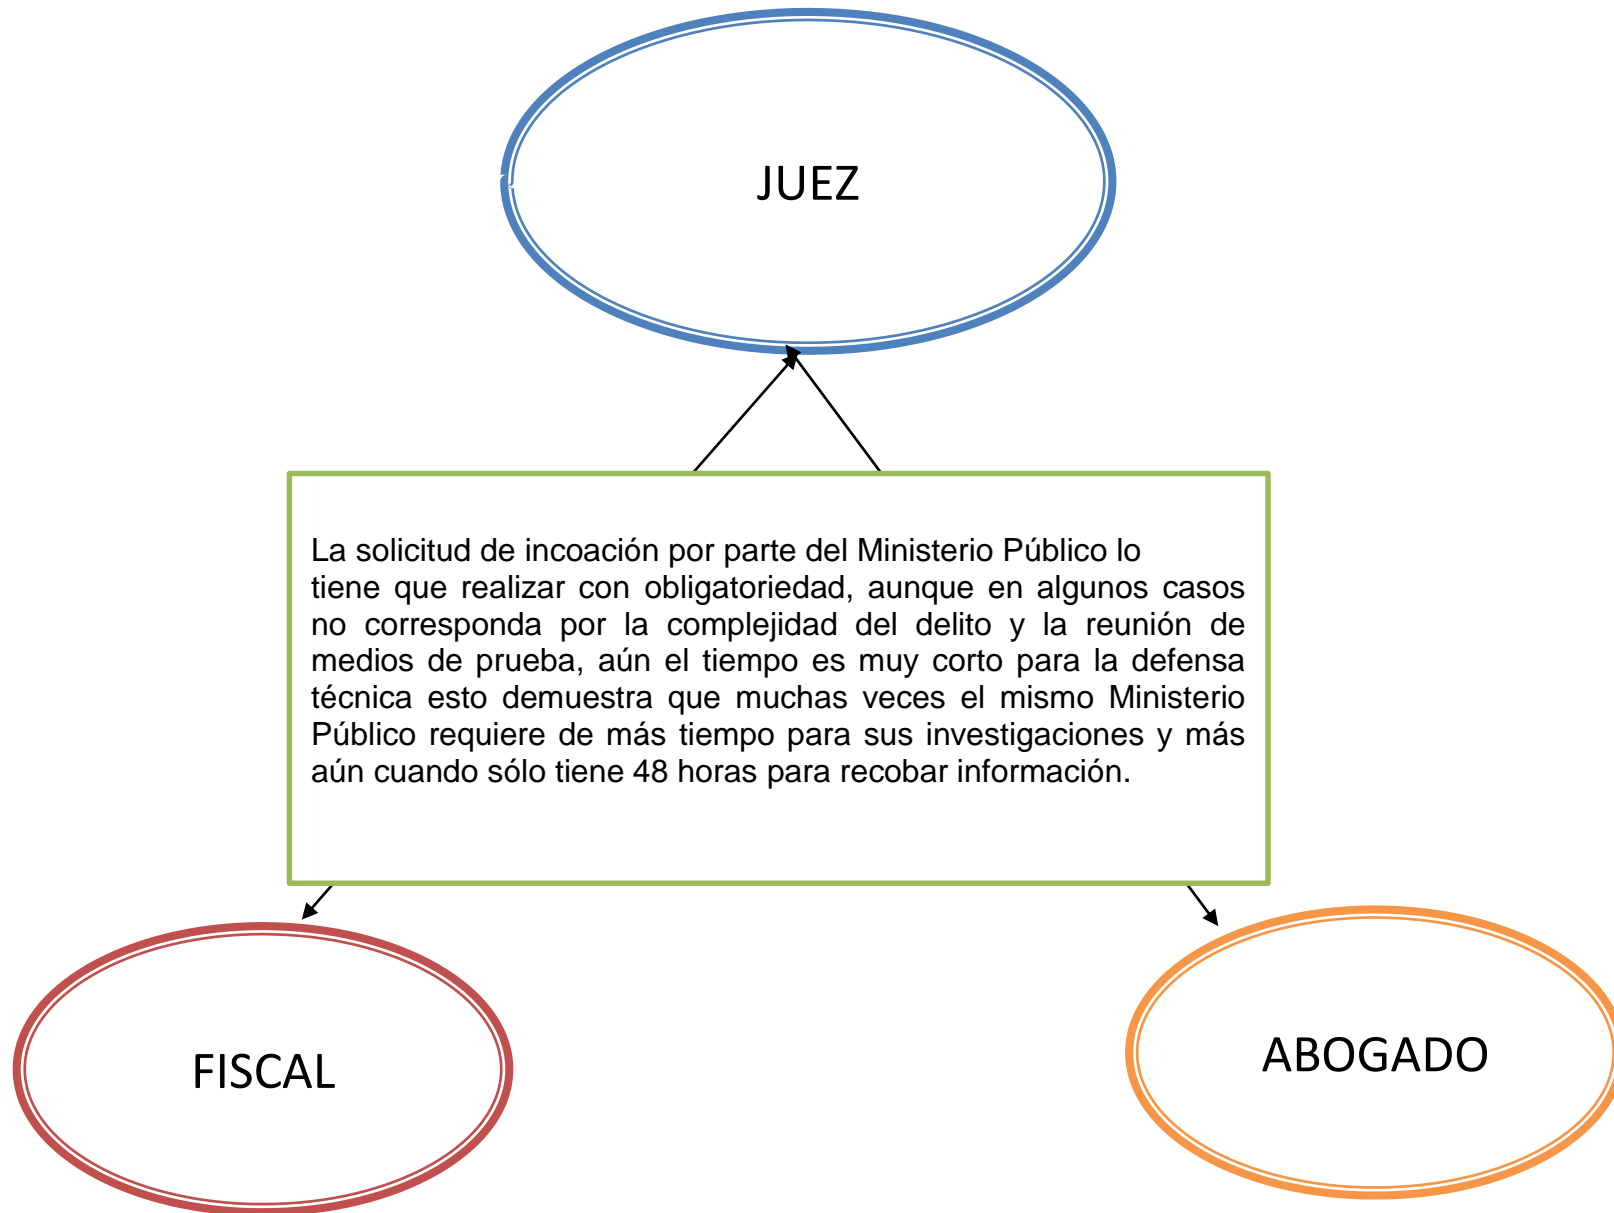 JUEZ
La solicitud de incoación por parte del Ministerio Público lo
tiene que realizar con obligatoriedad, aunque en algunos casos
no corresponda por la complejidad del delito y la reunión de
medios de prueba, aún el tiempo es muy corto para la defensa
técnica esto demuestra que muchas veces el mismo Ministerio
Público requiere de más tiempo para sus investigaciones y más
aún cuando sólo tiene 48 horas para recobar información.
FISCAL
ABOGADO